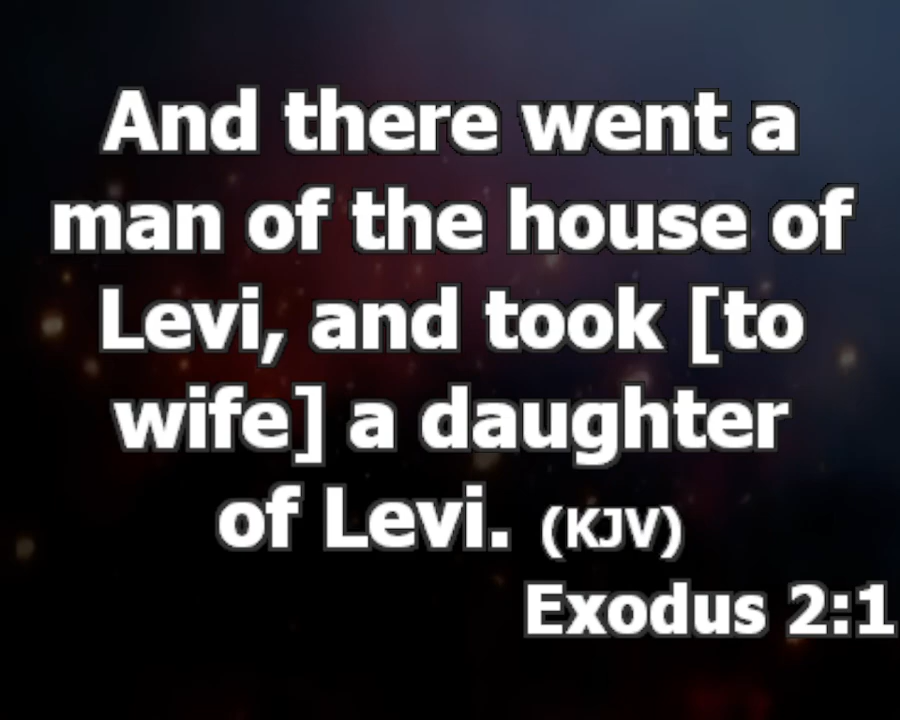 And there went a
man of the house of
Levi, and took [to
wife] a daughter
of Levi. (KJV)
Exodus 2:1